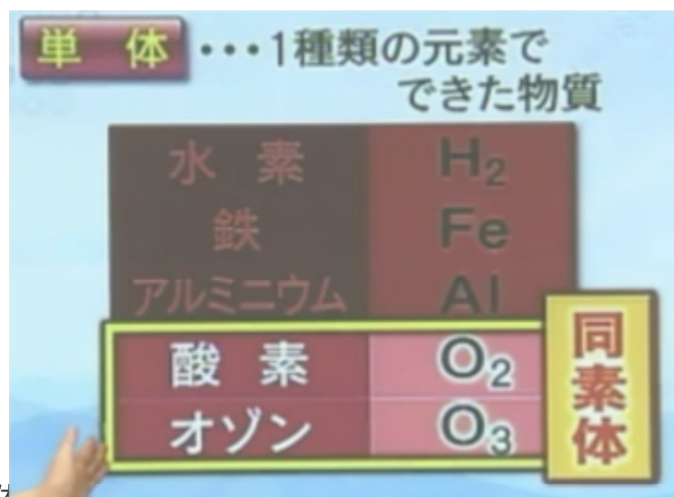 単体・・・1種類の元素で
できた物質
水素 H₂
鉄 Fe
アルミニウム Al
酸素 O₂
オゾン O₃
同素体